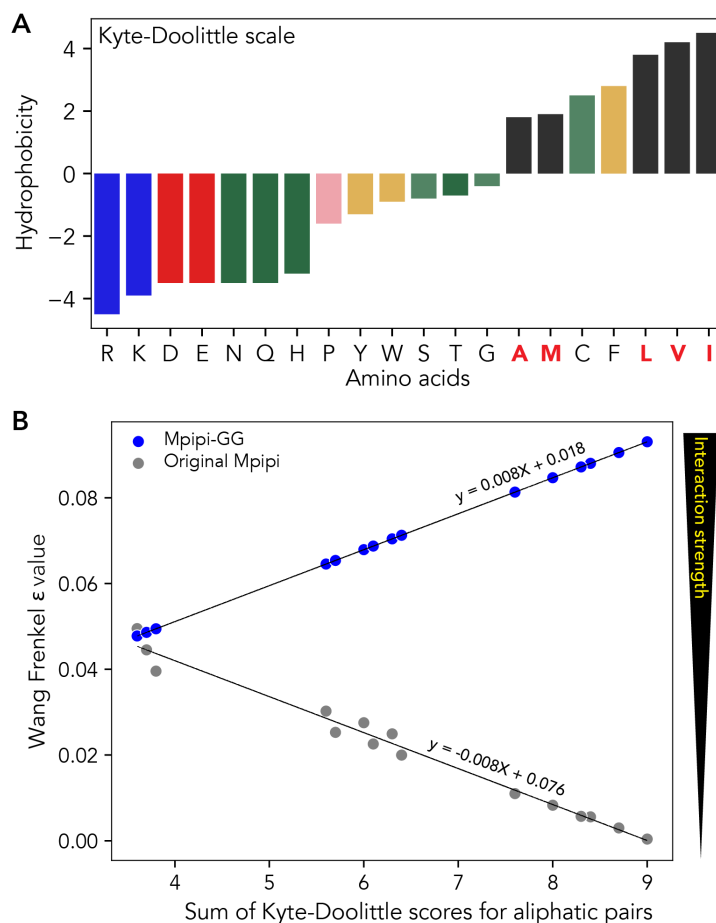 A
Kyte-Doolittle scale
Hydrophobicity
4
2
0
−2
−4
R K D E N Q H P Y W S T G A M C F L V I
Amino acids
B
Mpipi-GG
Original Mpipi
y = 0.008X + 0.018
y = -0.008X + 0.076
Wang Frenkel ε value
0.08
0.06
0.04
0.02
0.00
4 5 6 7 8 9
Sum of Kyte-Doolittle scores for aliphatic pairs
Interaction strength